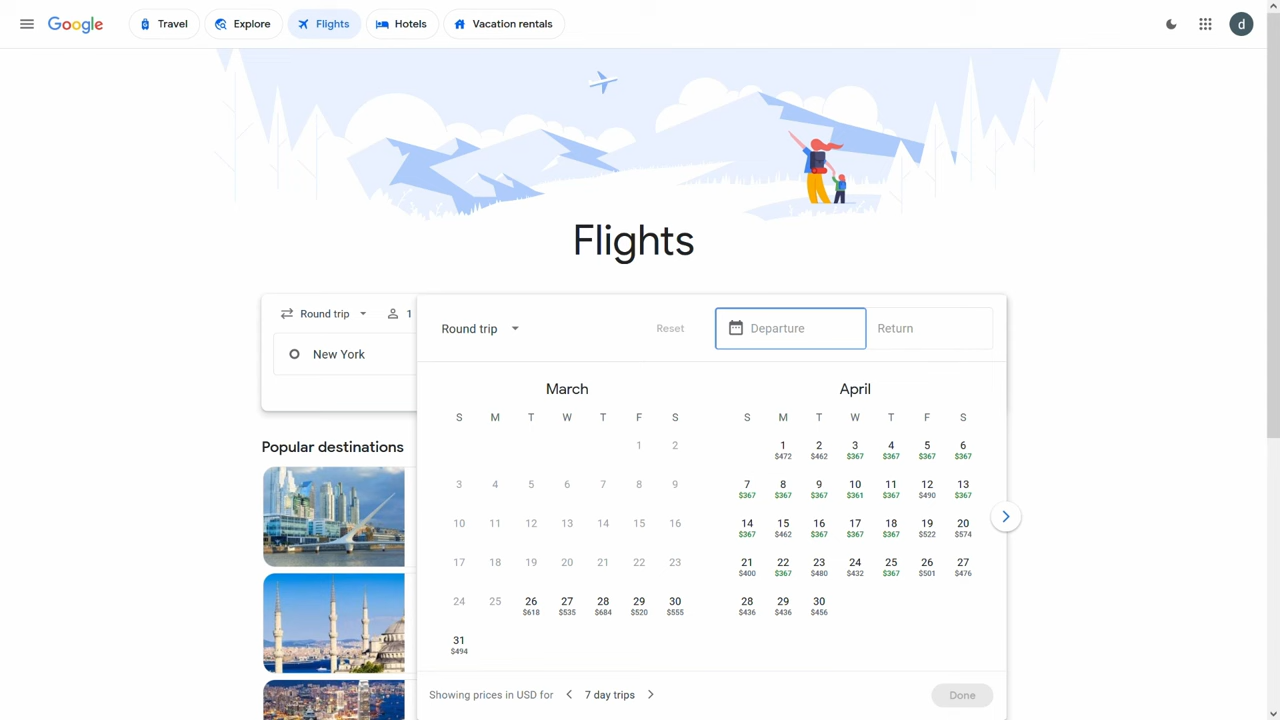 Google Travel Explore Flights Hotels Vacation rentals d
Flights
Round trip 1
New York
Popular destinations
Round trip Reset Departure Return
March
S M T W T F S
1 2
3 4 5 6 7 8 9
10 11 12 13 14 15 16
17 18 19 20 21 22 23
24 25 26 27 28 29 30
$618 $535 $684 $520 $555
31
$494
April
S M T W T F S
1 2 3 4 5 6
$472 $462 $367 $367 $367 $367
7 8 9 10 11 12 13
$367 $367 $367 $361 $367 $490 $367
14 15 16 17 18 19 20
$367 $462 $367 $367 $367 $522 $574
21 22 23 24 25 26 27
$400 $367 $480 $432 $367 $501 $476
28 29 30
$436 $436 $456
Showing prices in USD for 7 day trips Done